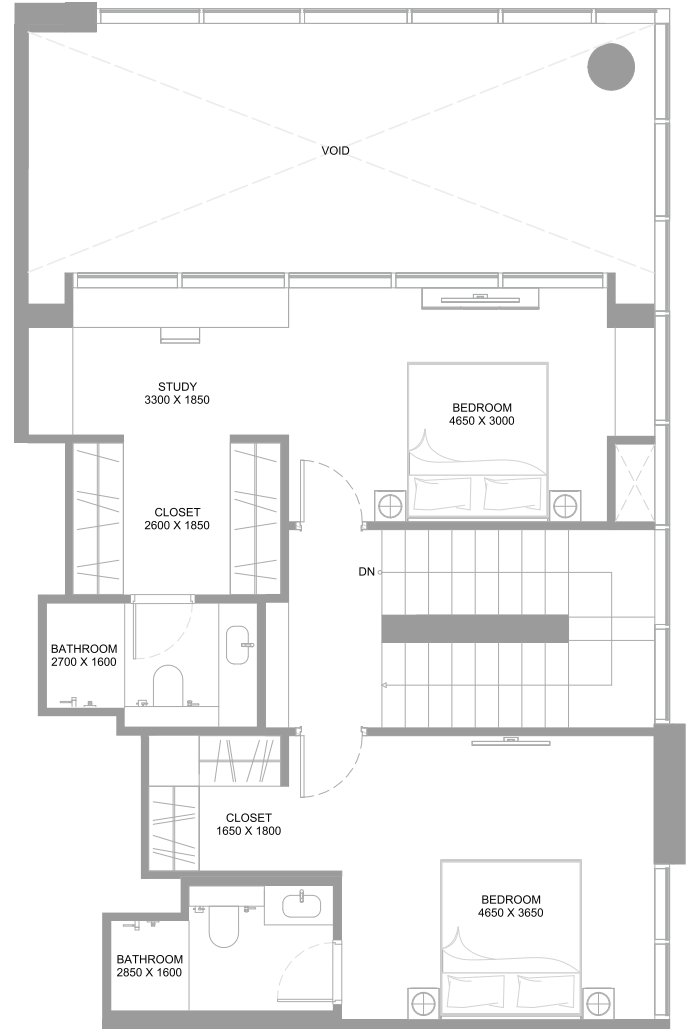 VOID
STUDY
3300 X 1850
BEDROOM
4650 X 3000
CLOSET
2600 X 1850
DN
BATHROOM
2700 X 1600
CLOSET
1650 X 1800
BEDROOM
4650 X 3650
BATHROOM
2850 X 1600